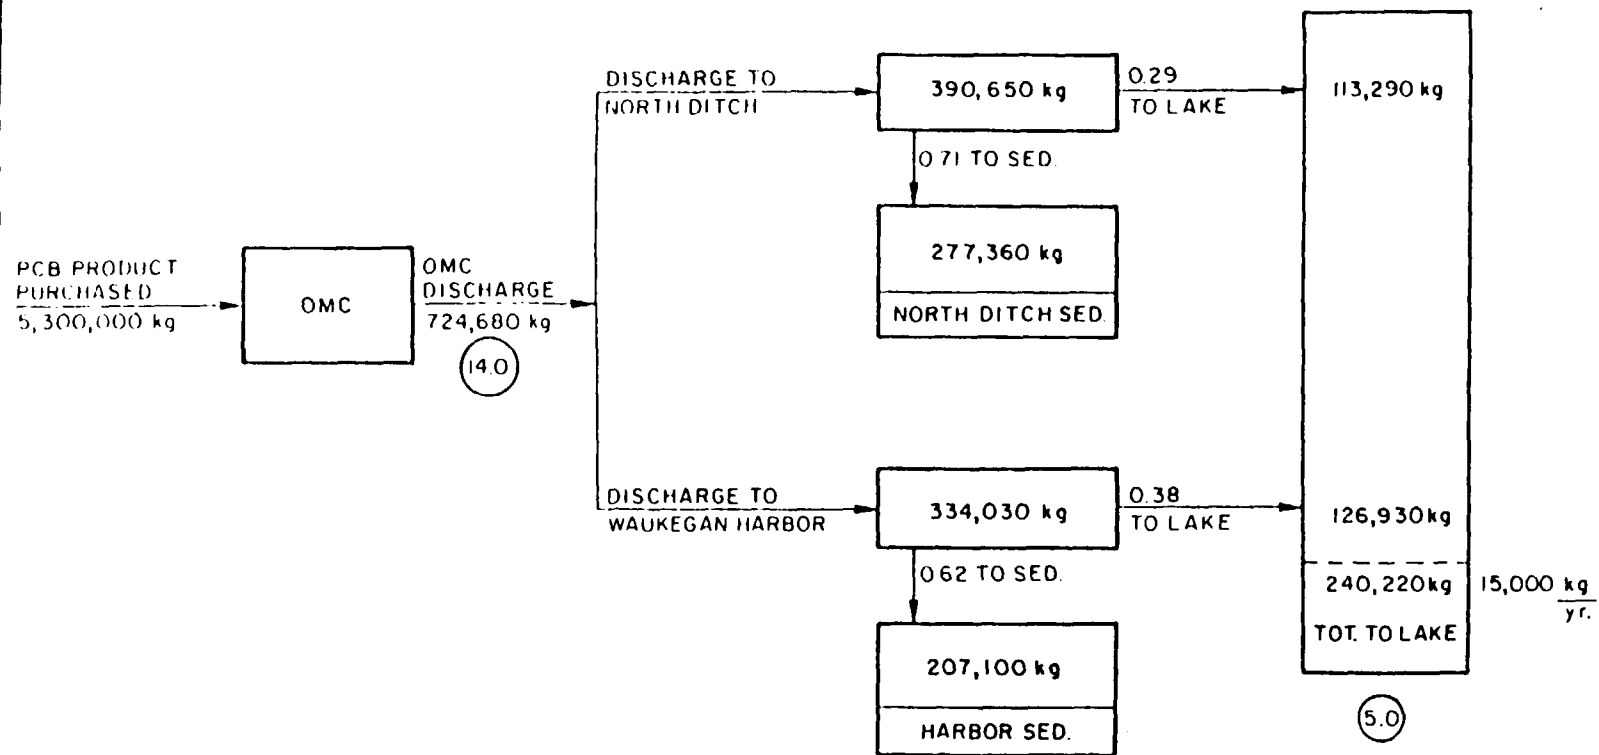 PCB PRODUCT
PURCHASED
5,300,000 kg
OMC
OMC
DISCHARGE
724,680 kg
14.0
DISCHARGE TO
NORTH DITCH
390,650 kg
0.29
TO LAKE
113,290 kg
0.71 TO SED.
277,360 kg
NORTH DITCH SED.
DISCHARGE TO
WAUKEGAN HARBOR
334,030 kg
0.38
TO LAKE
126,930 kg
0.62 TO SED.
207,100 kg
HARBOR SED.
240,220 kg
TOT. TO LAKE
15,000 kg
yr.
5.0